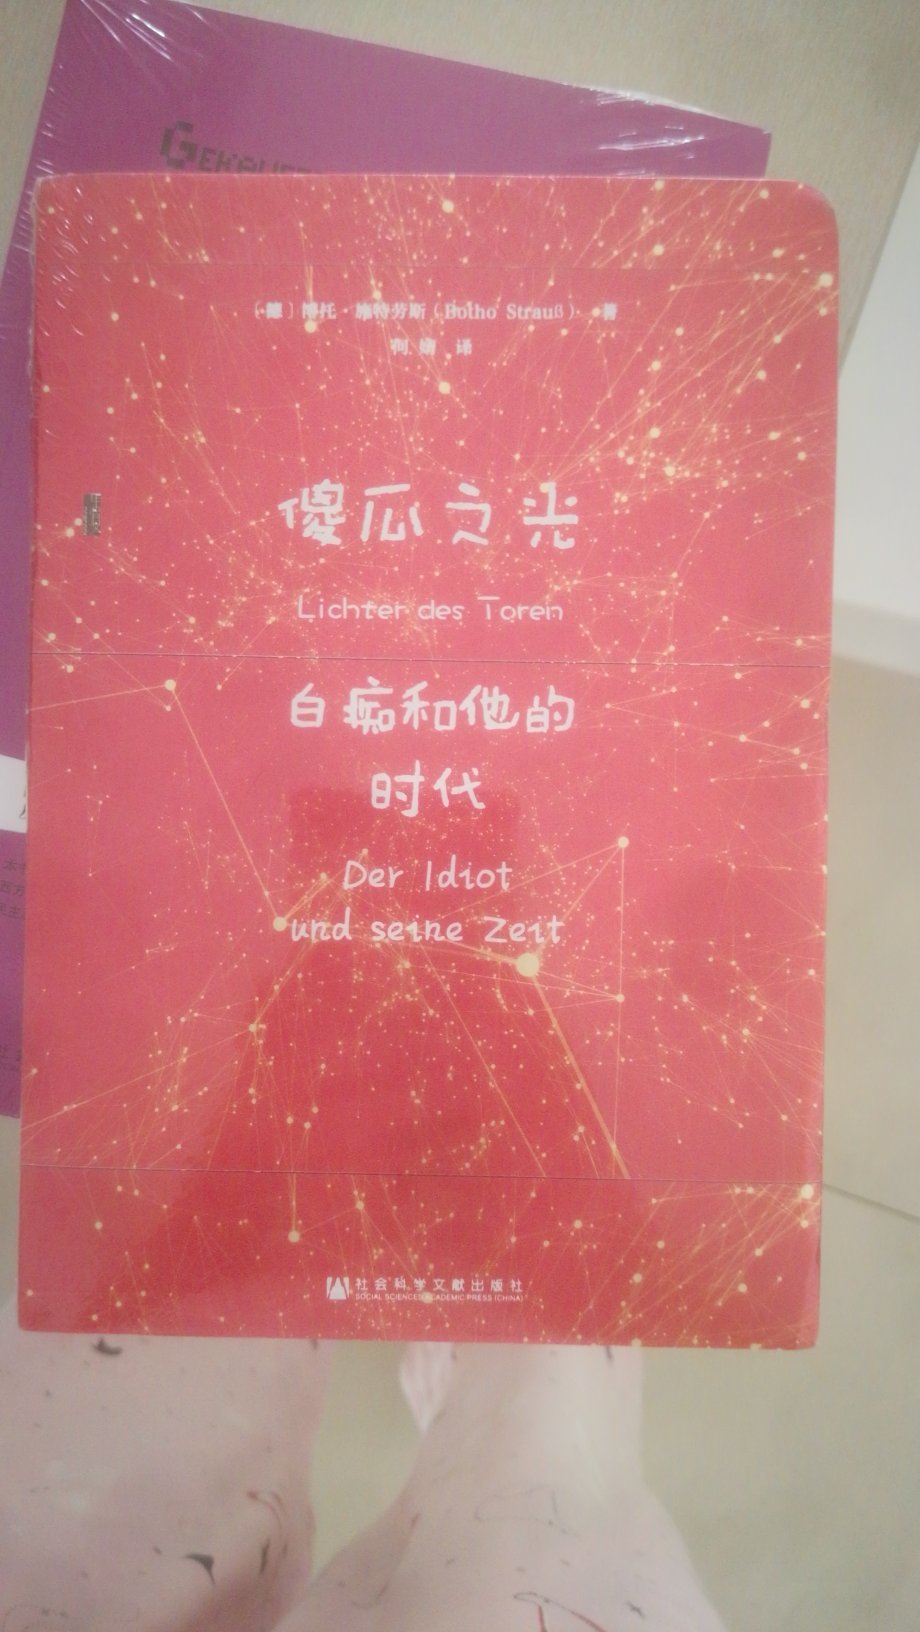 GEKAUFT
〔德〕博托·施特劳斯（Botho Strauß） 著
何婧 译
傻瓜之光
Lichter des Toren
白痴和他的
时代
Der Idiot
und seine Zeit
社会科学文献出版社
SOCIAL SCIENCES ACADEMIC PRESS (CHINA)